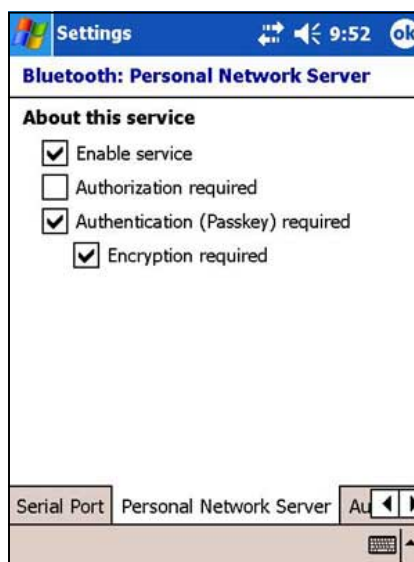 Settings 9:52 ok
Bluetooth: Personal Network Server
About this service
Enable service
Authorization required
Authentication (Passkey) required
Encryption required
Serial Port Personal Network Server Au